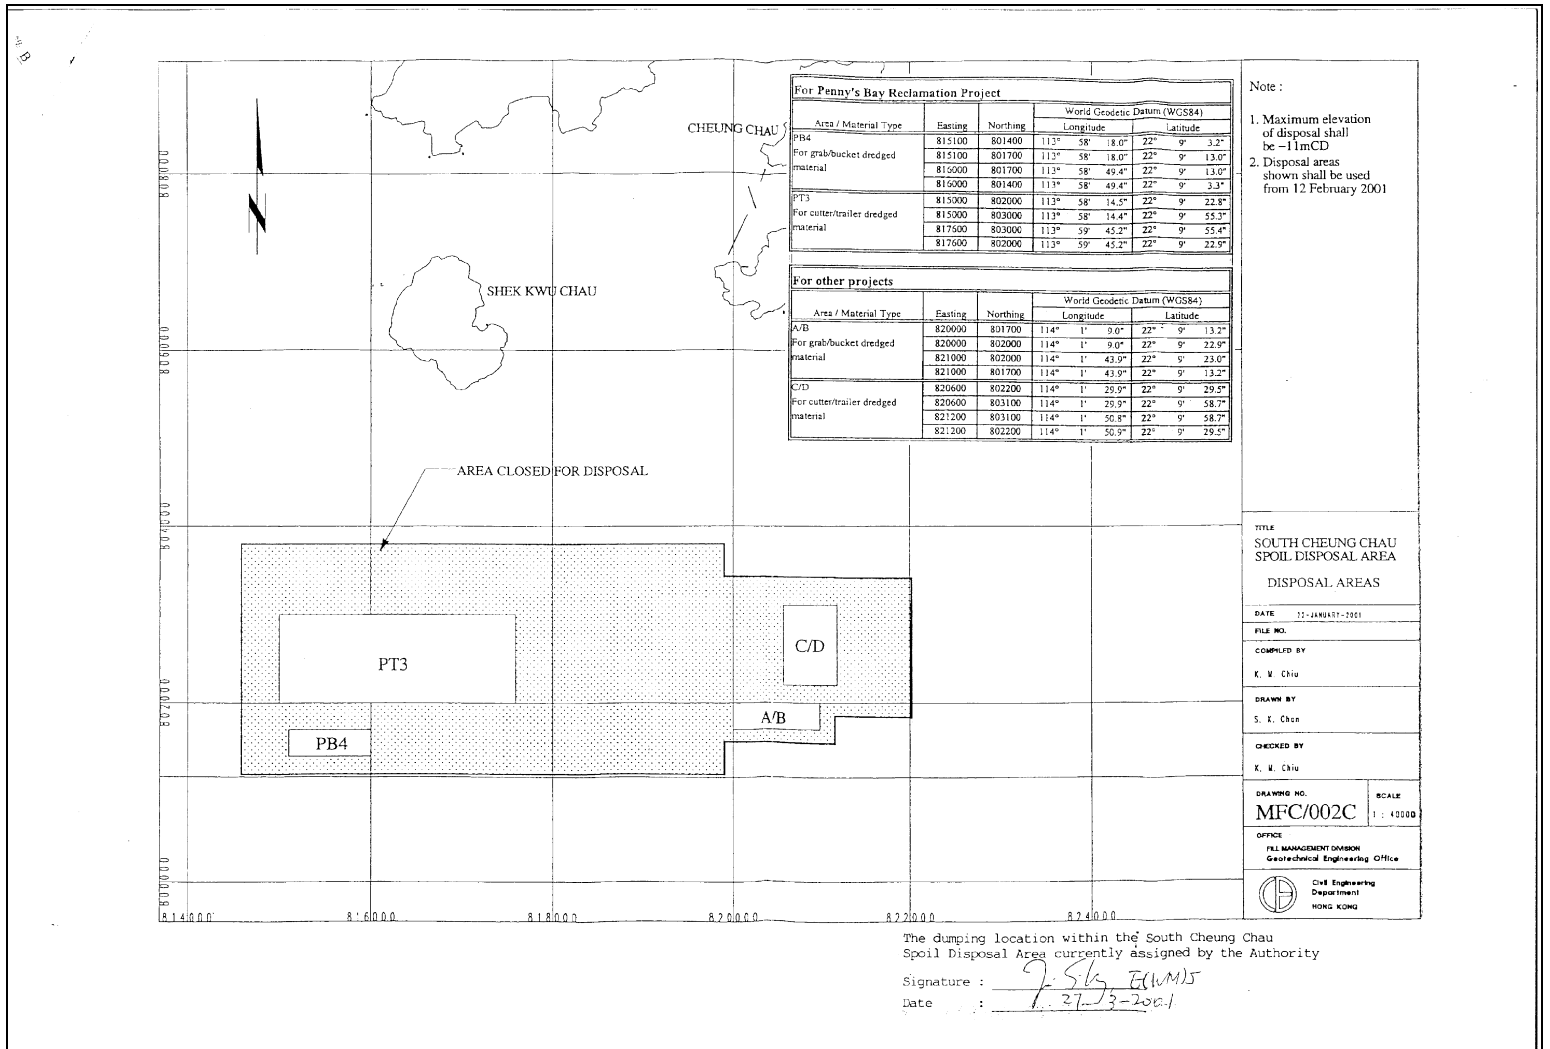 B
CHEUNG CHAU
SHEK KWU CHAU
AREA CLOSED FOR DISPOSAL
PT3
PB4
C/D
A/B
814000
816000
818000
820000
822000
824000
For Penny's Bay Reclamation Project
World Geodetic Datum (WGS84)
Area / Material Type Easting Northing Longitude Latitude
PB4 815100 801400 113° 58' 18.0" 22° 9' 3.2"
For grab/bucket dredged 815100 801700 113° 58' 18.0" 22° 9' 13.0"
material 816000 801700 113° 58' 49.4" 22° 9' 13.0"
816000 801400 113° 58' 49.4" 22° 9' 3.3"
PT3 815000 802000 113° 58' 14.5" 22° 9' 22.8"
For cutter/trailer dredged 815000 803000 113° 58' 14.4" 22° 9' 55.3"
material 817600 803000 113° 59' 45.2" 22° 9' 55.4"
817600 802000 113° 59' 45.2" 22° 9' 22.9"
For other projects
World Geodetic Datum (WGS84)
Area / Material Type Easting Northing Longitude Latitude
A/B 820000 801700 114° 1' 9.0" 22° 9' 13.2"
For grab/bucket dredged 820000 802000 114° 1' 9.0" 22° 9' 22.9"
material 821000 802000 114° 1' 43.9" 22° 9' 23.0"
821000 801700 114° 1' 43.9" 22° 9' 13.2"
C/D 820600 802200 114° 1' 29.9" 22° 9' 29.5"
For cutter/trailer dredged 820600 803100 114° 1' 29.9" 22° 9' 58.7"
material 821200 803100 114° 1' 50.8" 22° 9' 58.7"
821200 802200 114° 1' 50.9" 22° 9' 29.5"
Note :
1. Maximum elevation
of disposal shall
be −11mCD
2. Disposal areas
shown shall be used
from 12 February 2001
TITLE
SOUTH CHEUNG CHAU
SPOIL DISPOSAL AREA
DISPOSAL AREAS
DATE 22-JANUARY-2001
FILE NO.
COMPILED BY
K. W. Chiu
DRAWN BY
S. K. Chan
CHECKED BY
K. W. Chiu
DRAWING NO. SCALE
MFC/002C 1 : 40000
OFFICE
FILL MANAGEMENT DIVISION
Geotechnical Engineering Office
Civil Engineering
Department
HONG KONG
The dumping location within the South Cheung Chau
Spoil Disposal Area currently assigned by the Authority
Signature : E(WM)5
Date : 27-3-2001